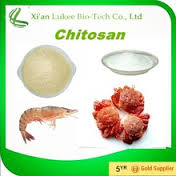 Xi'an Lukee Bio-Tech Co., Ltd.
Chitosan
5YR
Gold Supplier